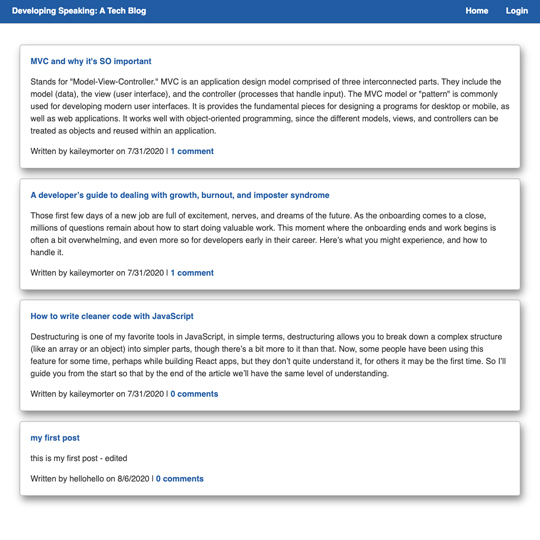 Developing Speaking: A Tech Blog
Home Login
MVC and why it's SO important
Stands for "Model-View-Controller." MVC is an application design model comprised of three interconnected parts. They include the
model (data), the view (user interface), and the controller (processes that handle input). The MVC model or "pattern" is commonly
used for developing modern user interfaces. It is provides the fundamental pieces for designing a programs for desktop or mobile, as
well as web applications. It works well with object-oriented programming, since the different models, views, and controllers can be
treated as objects and reused within an application.
Written by kaileymorter on 7/31/2020 | 1 comment
A developer's guide to dealing with growth, burnout, and imposter syndrome
Those first few days of a new job are full of excitement, nerves, and dreams of the future. As the onboarding comes to a close,
millions of questions remain about how to start doing valuable work. This moment where the onboarding ends and work begins is
often a bit overwhelming, and even more so for developers early in their career. Here's what you might experience, and how to
handle it.
Written by kaileymorter on 7/31/2020 | 1 comment
How to write cleaner code with JavaScript
Destructuring is one of my favorite tools in JavaScript, in simple terms, destructuring allows you to break down a complex structure
(like an array or an object) into simpler parts, though there's a bit more to it than that. Now, some people have been using this
feature for some time, perhaps while building React apps, but they don't quite understand it, for others it may be the first time. So I'll
guide you from the start so that by the end of the article we'll have the same level of understanding.
Written by kaileymorter on 7/31/2020 | 0 comments
my first post
this is my first post - edited
Written by hellohello on 8/6/2020 | 0 comments